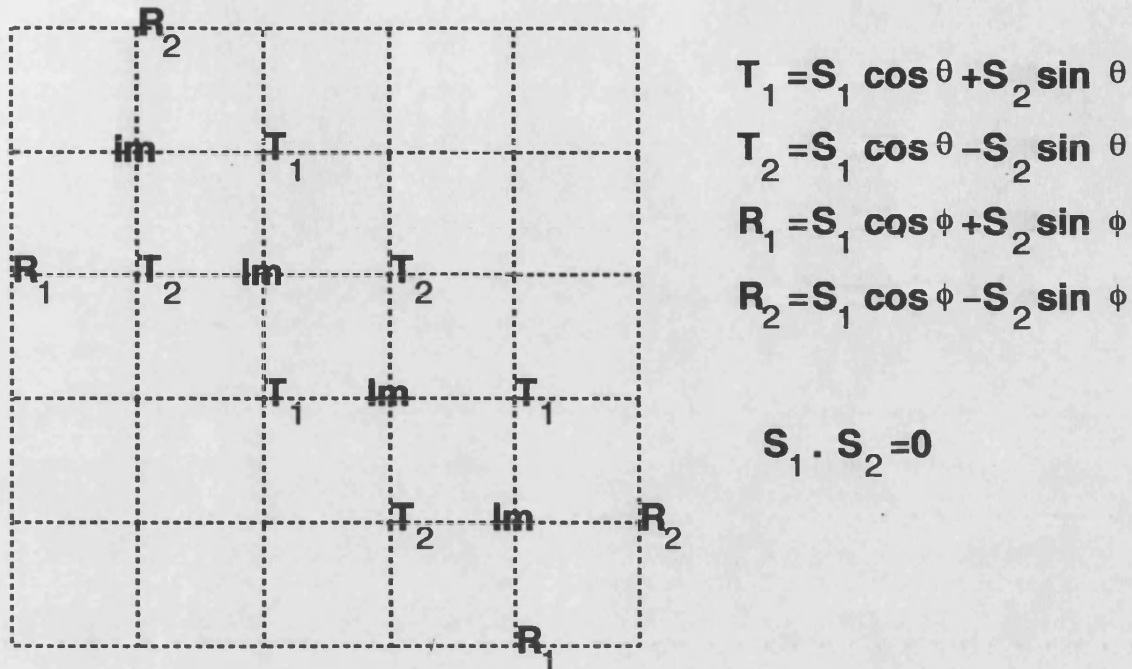 R₂
im T₁
R₁ T₂ Im T₂
T₁ Im T₁
T₂ Im R₂
R₁
T₁ =S₁ cos θ +S₂ sin θ
T₂ =S₁ cos θ −S₂ sin θ
R₁ =S₁ cos ϕ +S₂ sin ϕ
R₂ =S₁ cos ϕ −S₂ sin ϕ
S₁ . S₂ =0